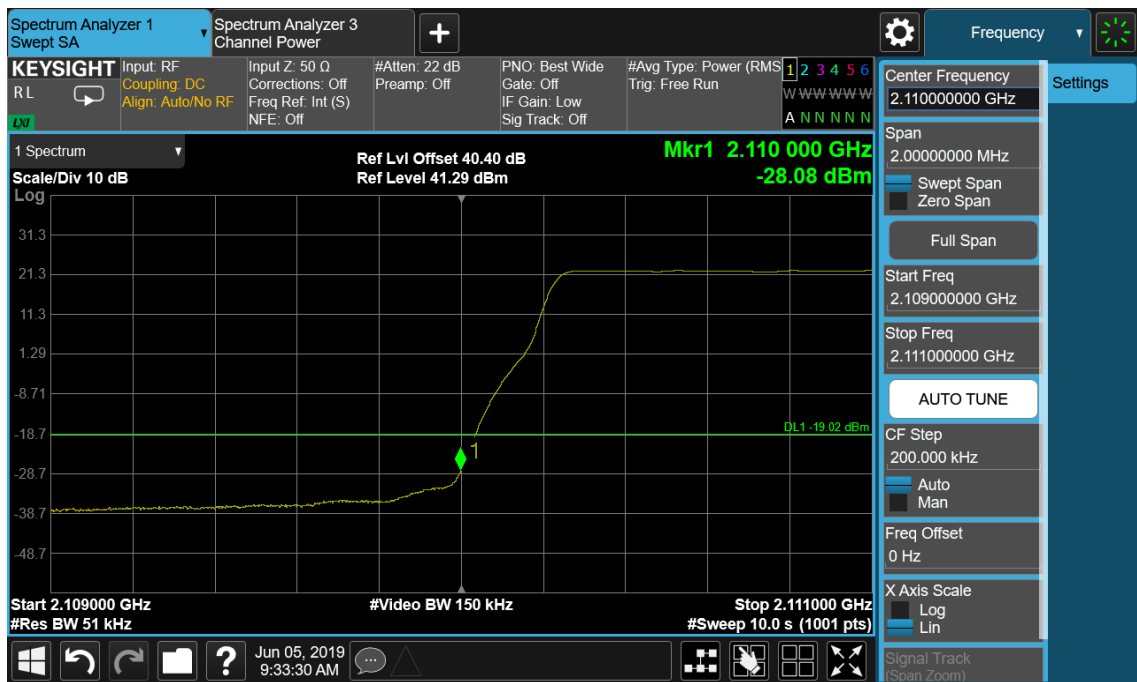 Spectrum Analyzer 1
Swept SA
Spectrum Analyzer 3
Channel Power
Frequency
KEYSIGHT
R L
LXI
Input: RF
Coupling: DC
Align: Auto/No RF
Input Z: 50 Ω
Corrections: Off
Freq Ref: Int (S)
NFE: Off
#Atten: 22 dB
Preamp: Off
PNO: Best Wide
Gate: Off
IF Gain: Low
Sig Track: Off
#Avg Type: Power (RMS
Trig: Free Run
1 2 3 4 5 6
W W W W W W
A N N N N N
1 Spectrum
Scale/Div 10 dB
Ref Lvl Offset 40.40 dB
Ref Level 41.29 dBm
Mkr1 2.110 000 GHz
-28.08 dBm
Log
31.3
21.3
11.3
1.29
-8.71
-18.7
-28.7
-38.7
-48.7
DL1 -19.02 dBm
1
Start 2.109000 GHz
#Res BW 51 kHz
#Video BW 150 kHz
Stop 2.111000 GHz
#Sweep 10.0 s (1001 pts)
Jun 05, 2019
9:33:30 AM
Center Frequency
2.110000000 GHz
Span
2.00000000 MHz
Swept Span
Zero Span
Full Span
Start Freq
2.109000000 GHz
Stop Freq
2.111000000 GHz
AUTO TUNE
CF Step
200.000 kHz
Auto
Man
Freq Offset
0 Hz
X Axis Scale
Log
Lin
Signal Track
(Span Zoom)
Settings